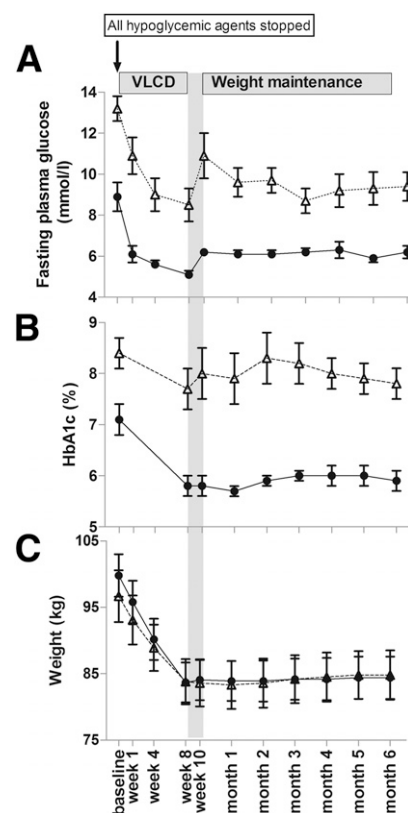 All hypoglycemic agents stopped
A
VLCD
Weight maintenance
Fasting plasma glucose
(mmol/l)
14
12
10
8
6
4
B
HbA1c (%)
9
8
7
6
5
C
Weight (kg)
105
95
85
75
baseline
week 1
week 4
week 8
week 10
month 1
month 2
month 3
month 4
month 5
month 6